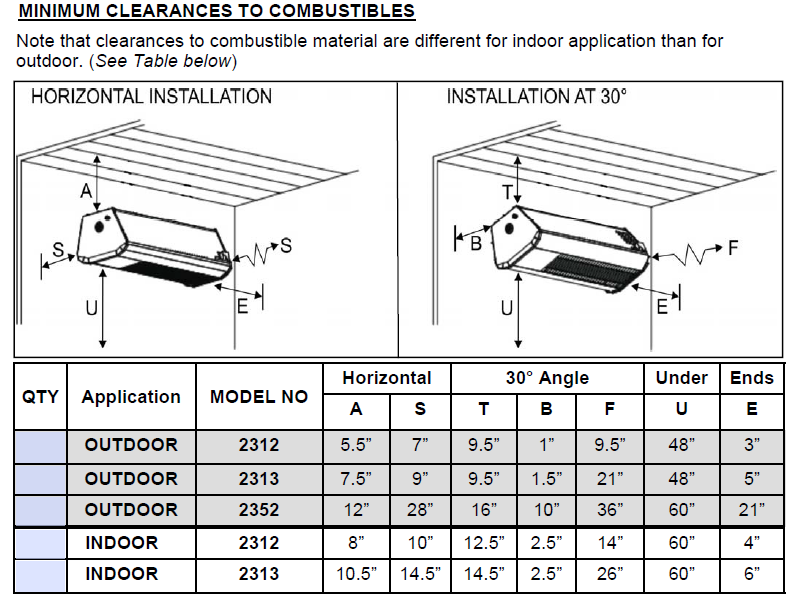 MINIMUM CLEARANCES TO COMBUSTIBLES
Note that clearances to combustible material are different for indoor application than for
outdoor. (See Table below)
HORIZONTAL INSTALLATION
A
S
S
U
E
INSTALLATION AT 30°
T
B
F
U
E
QTY Application MODEL NO Horizontal 30° Angle Under Ends
A S T B F U E
OUTDOOR 2312 5.5” 7” 9.5” 1” 9.5” 48” 3”
OUTDOOR 2313 7.5” 9” 9.5” 1.5” 21” 48” 5”
OUTDOOR 2352 12” 28” 16” 10” 36” 60” 21”
INDOOR 2312 8” 10” 12.5” 2.5” 14” 60” 4”
INDOOR 2313 10.5” 14.5” 14.5” 2.5” 26” 60” 6”